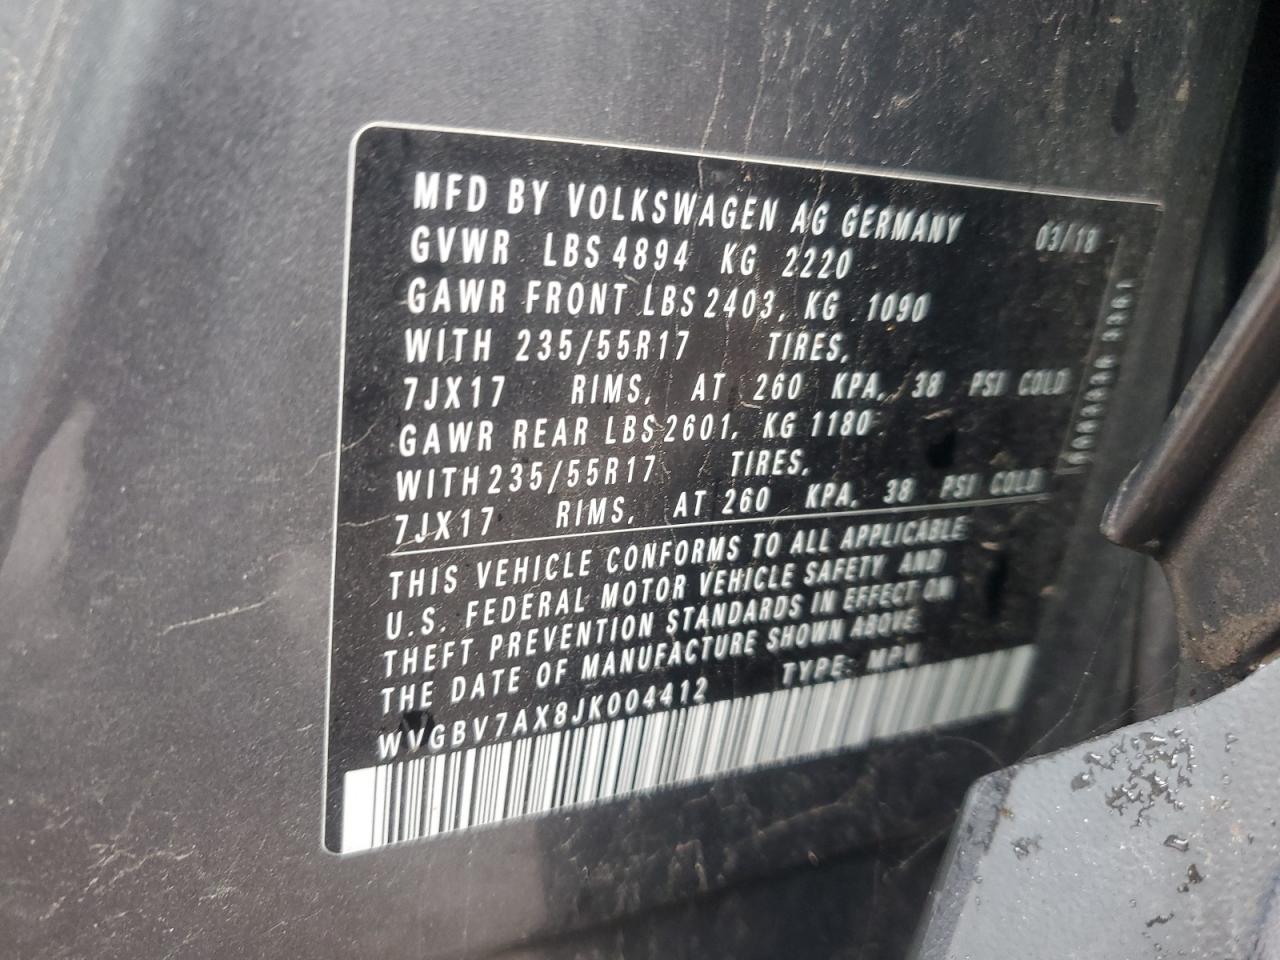 MFD BY VOLKSWAGEN AG GERMANY 03/18
GVWR LBS 4894 KG 2220
GAWR FRONT LBS 2403, KG 1090
WITH 235/55R17 TIRES,
7JX17 RIMS, AT 260 KPA, 38 PSI COLD
GAWR REAR LBS 2601, KG 1180
WITH 235/55R17 TIRES,
7JX17 RIMS, AT 260 KPA, 38 PSI COLD
THIS VEHICLE CONFORMS TO ALL APPLICABLE
U.S. FEDERAL MOTOR VEHICLE SAFETY AND
THEFT PREVENTION STANDARDS IN EFFECT ON
THE DATE OF MANUFACTURE SHOWN ABOVE.
WVGBV7AX8JK004412 TYPE: MPV